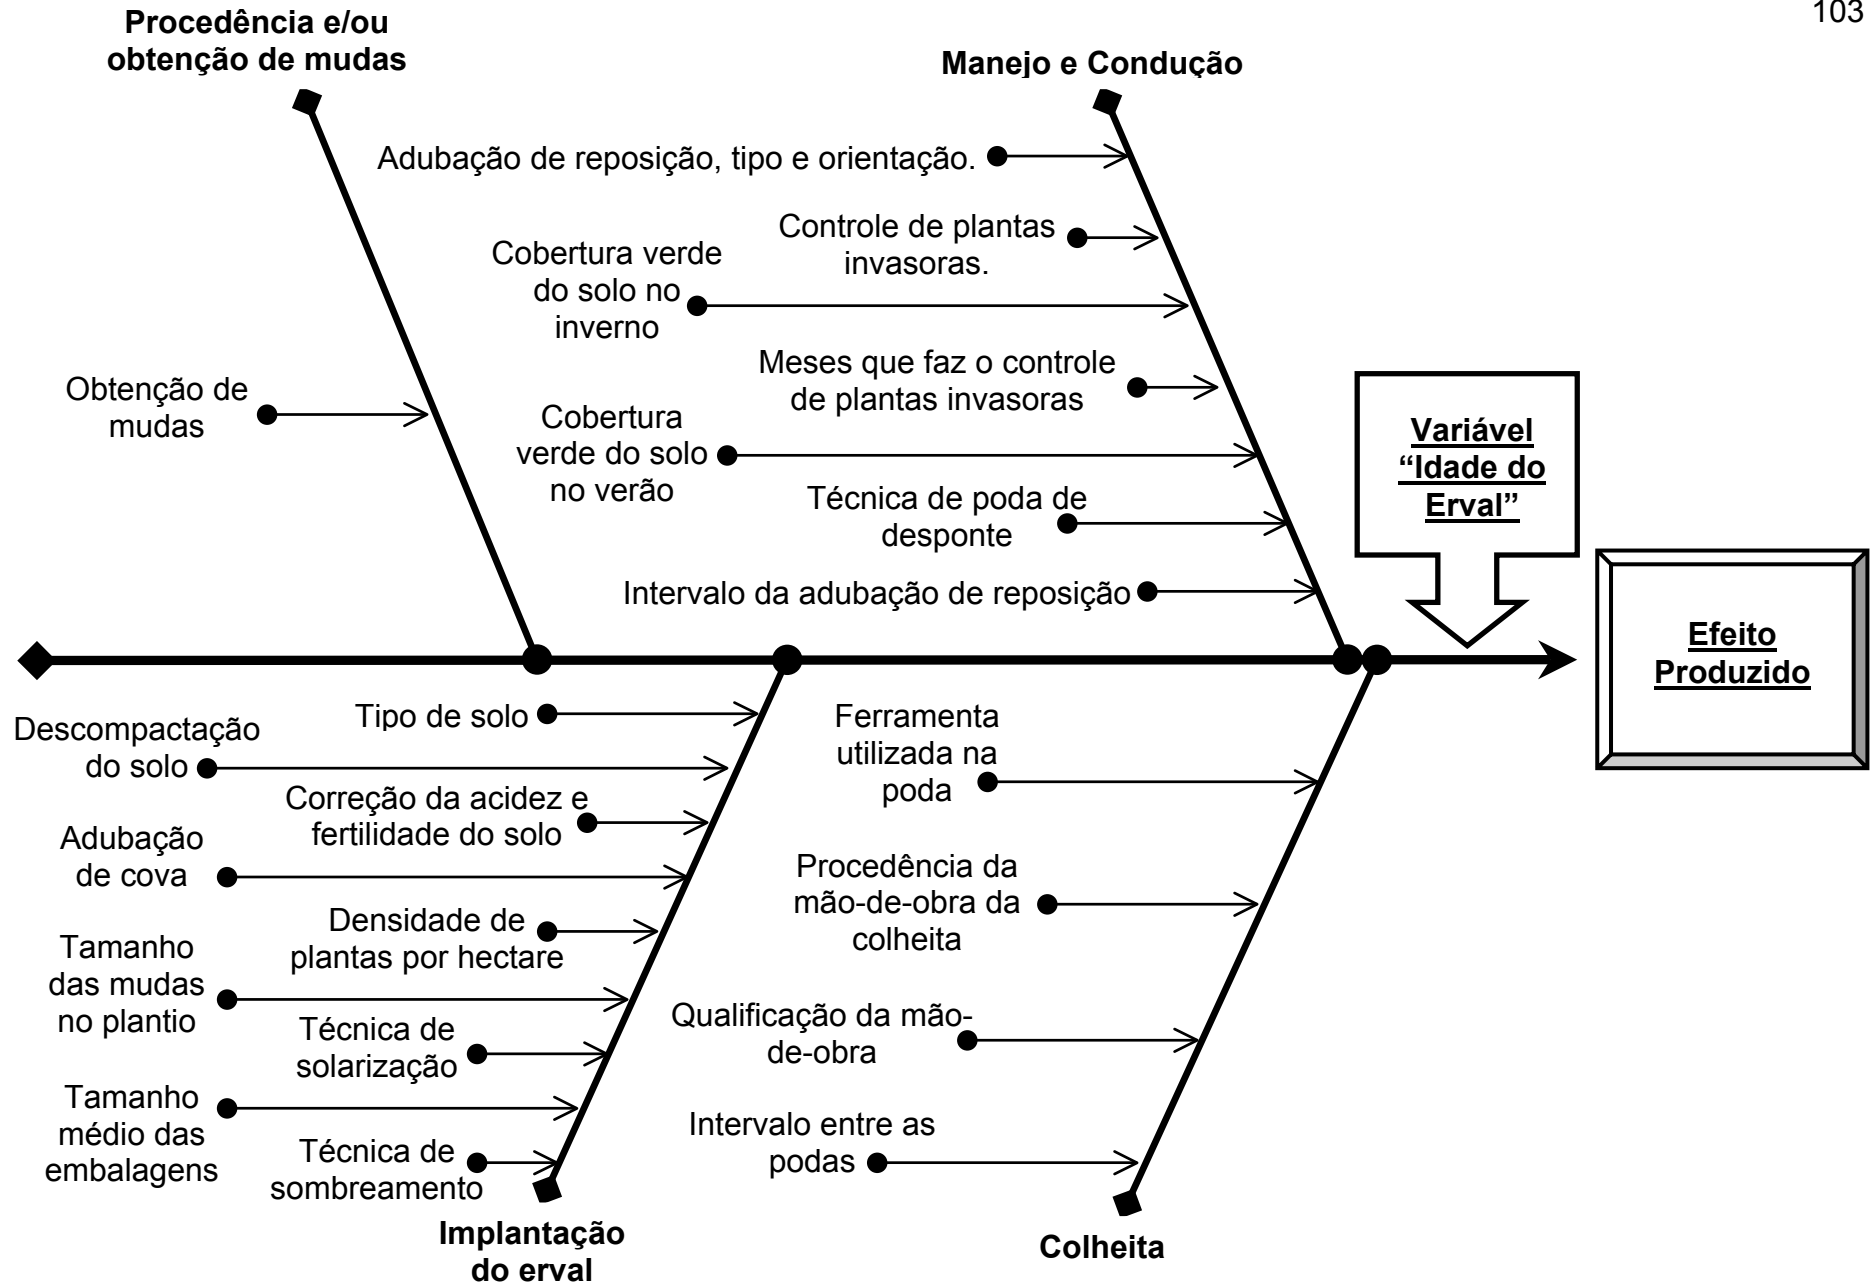 103
Procedência e/ou
obtenção de mudas
Manejo e Condução
Adubação de reposição, tipo e orientação.
Controle de plantas
invasoras.
Cobertura verde
do solo no
inverno
Meses que faz o controle
de plantas invasoras
Obtenção de
mudas
Cobertura
verde do solo
no verão
Técnica de poda de
desponte
Intervalo da adubação de reposição
Variável
“Idade do
Erval”
Efeito
Produzido
Tipo de solo
Descompactação
do solo
Correção da acidez e
fertilidade do solo
Adubação
de cova
Densidade de
plantas por hectare
Tamanho
das mudas
no plantio
Técnica de
solarização
Tamanho
médio das
embalagens
Técnica de
sombreamento
Implantação
do erval
Ferramenta
utilizada na
poda
Procedência da
mão-de-obra da
colheita
Qualificação da mão-
de-obra
Intervalo entre as
podas
Colheita